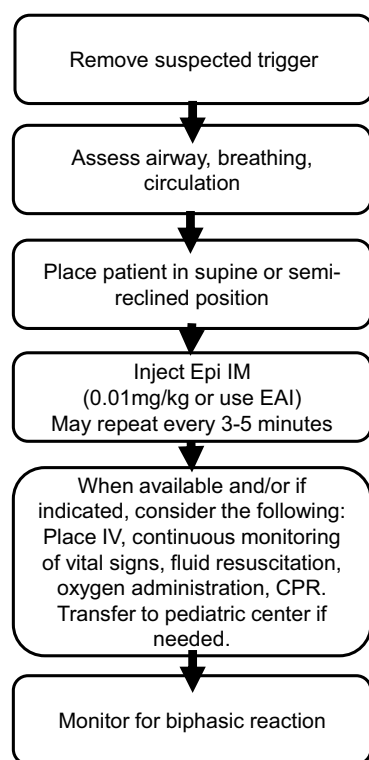 Remove suspected trigger
Assess airway, breathing,
circulation
Place patient in supine or semi-
reclined position
Inject Epi IM
(0.01mg/kg or use EAI)
May repeat every 3-5 minutes
When available and/or if
indicated, consider the following:
Place IV, continuous monitoring
of vital signs, fluid resuscitation,
oxygen administration, CPR.
Transfer to pediatric center if
needed.
Monitor for biphasic reaction